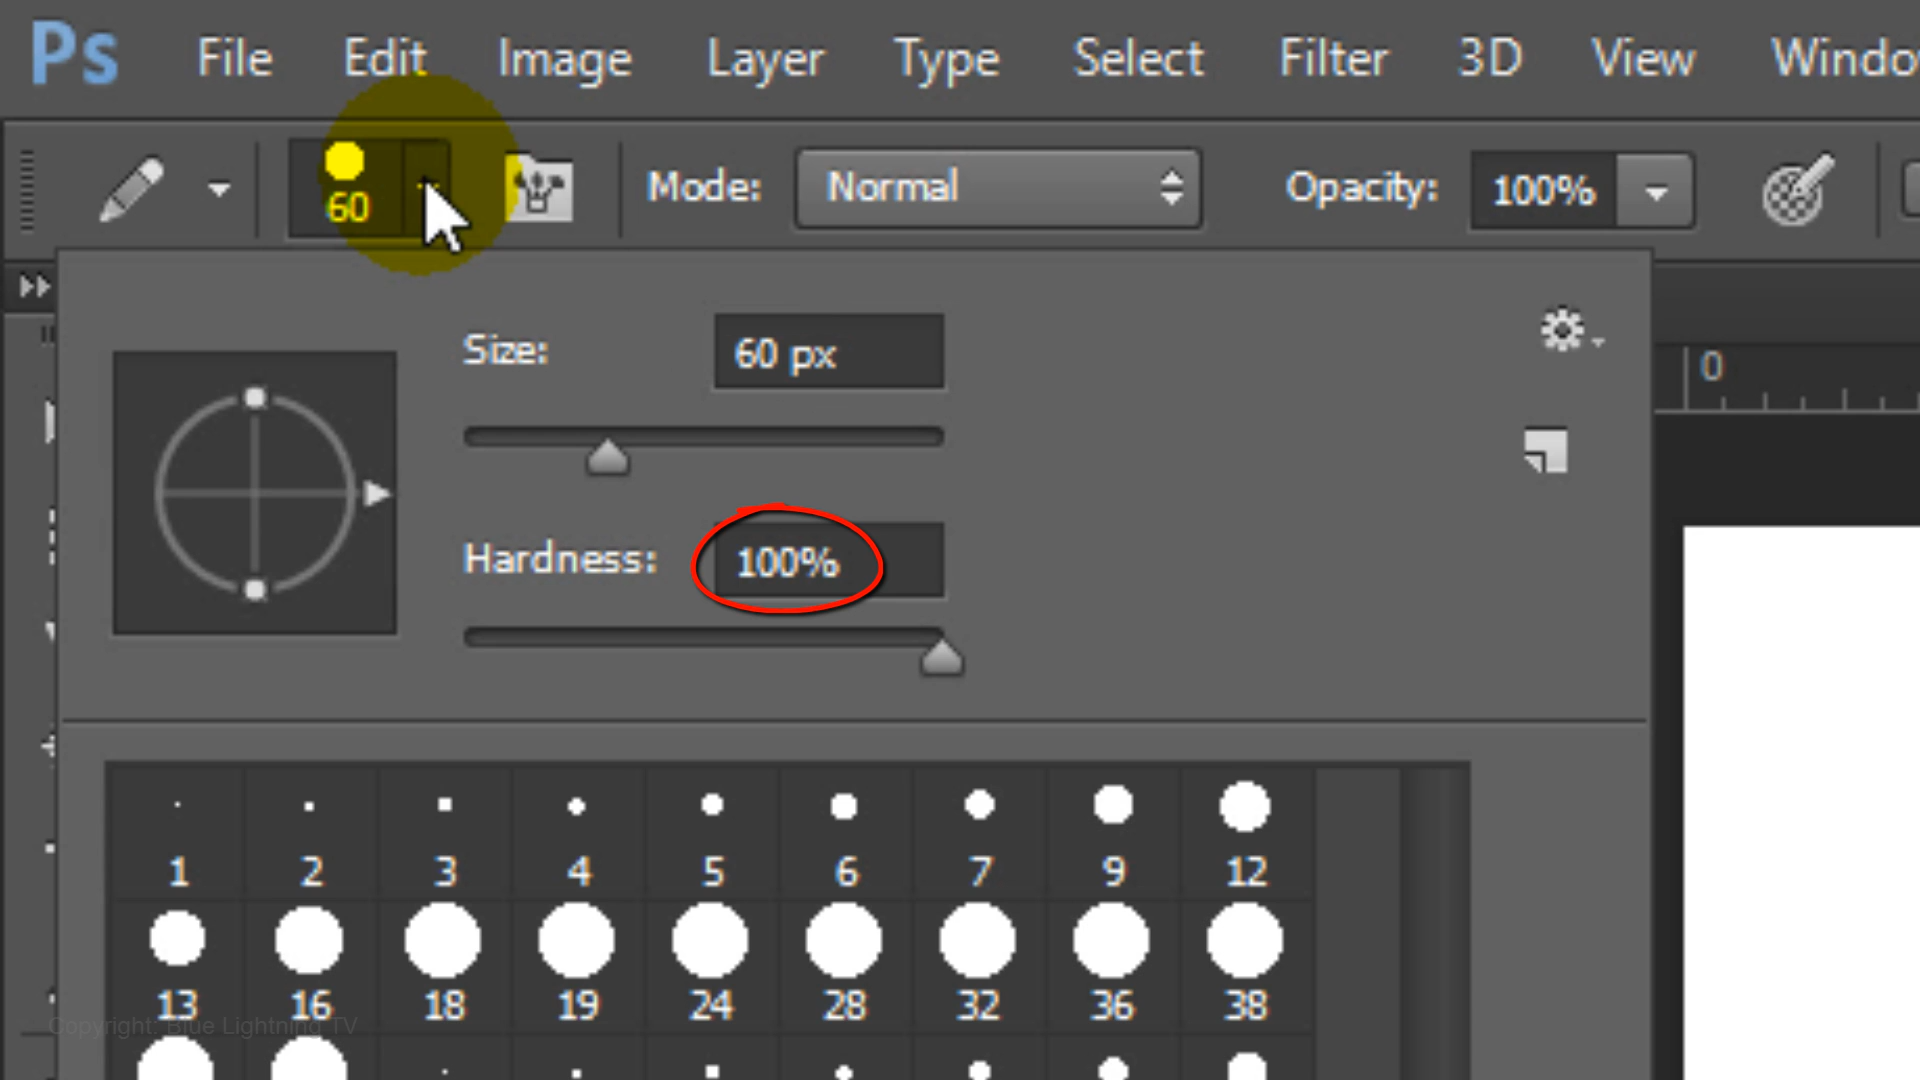 Ps File Edit Image Layer Type Select Filter 3D View Windo
60 Mode: Normal Opacity: 100%
Size: 60 px
0
Hardness: 100%
1 2 3 4 5 6 7 9 12
13 16 18 19 24 28 32 36 38
Copyright: Blue Lightning TV